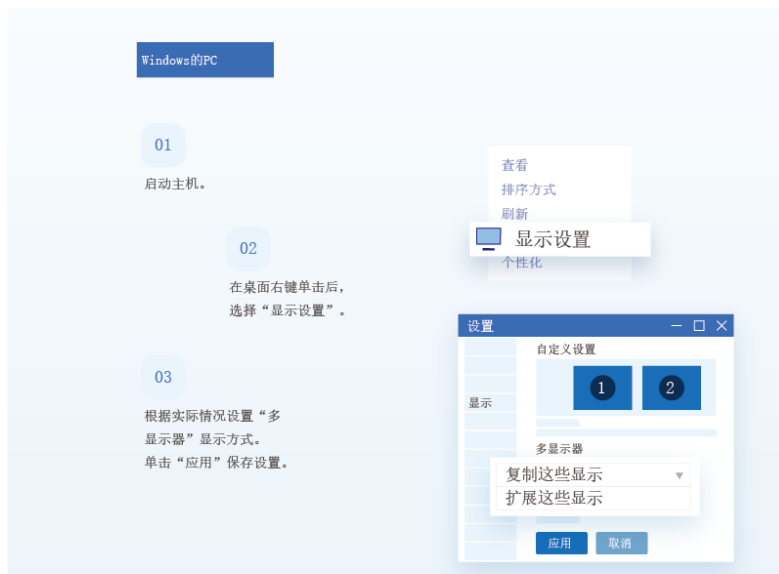 Windows的PC
01
启动主机。
02
在桌面右键单击后，
选择“显示设置”。
03
根据实际情况设置“多
显示器”显示方式。
单击“应用”保存设置。
查看
排序方式
刷新
显示设置
个性化
设置
自定义设置
1
2
显示
多显示器
复制这些显示
扩展这些显示
应用
取消